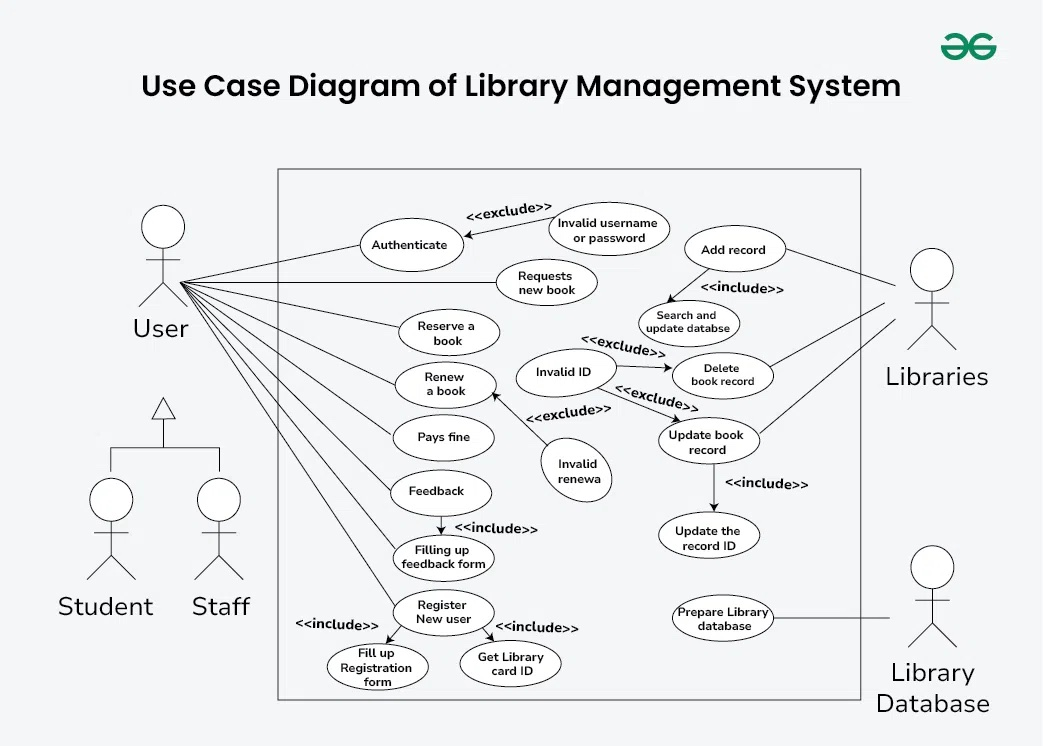 Use Case Diagram of Library Management System
<<exclude>>
Invalid username
or password
Authenticate
Add record
Requests
new book
<<include>>
User
Reserve a
book
Search and
update databse
<<exclude>>
Invalid ID
Delete
book record
Libraries
Renew
a book
<<exclude>>
<<exclude>>
Pays fine
Update book
record
Invalid
renewa
Feedback
<<include>>
<<include>>
Update the
record ID
Filling up
feedback form
Student
Staff
Register
New user
Prepare Library
database
<<include>>
<<include>>
Fill up
Registration
form
Get Library
card ID
Library
Database